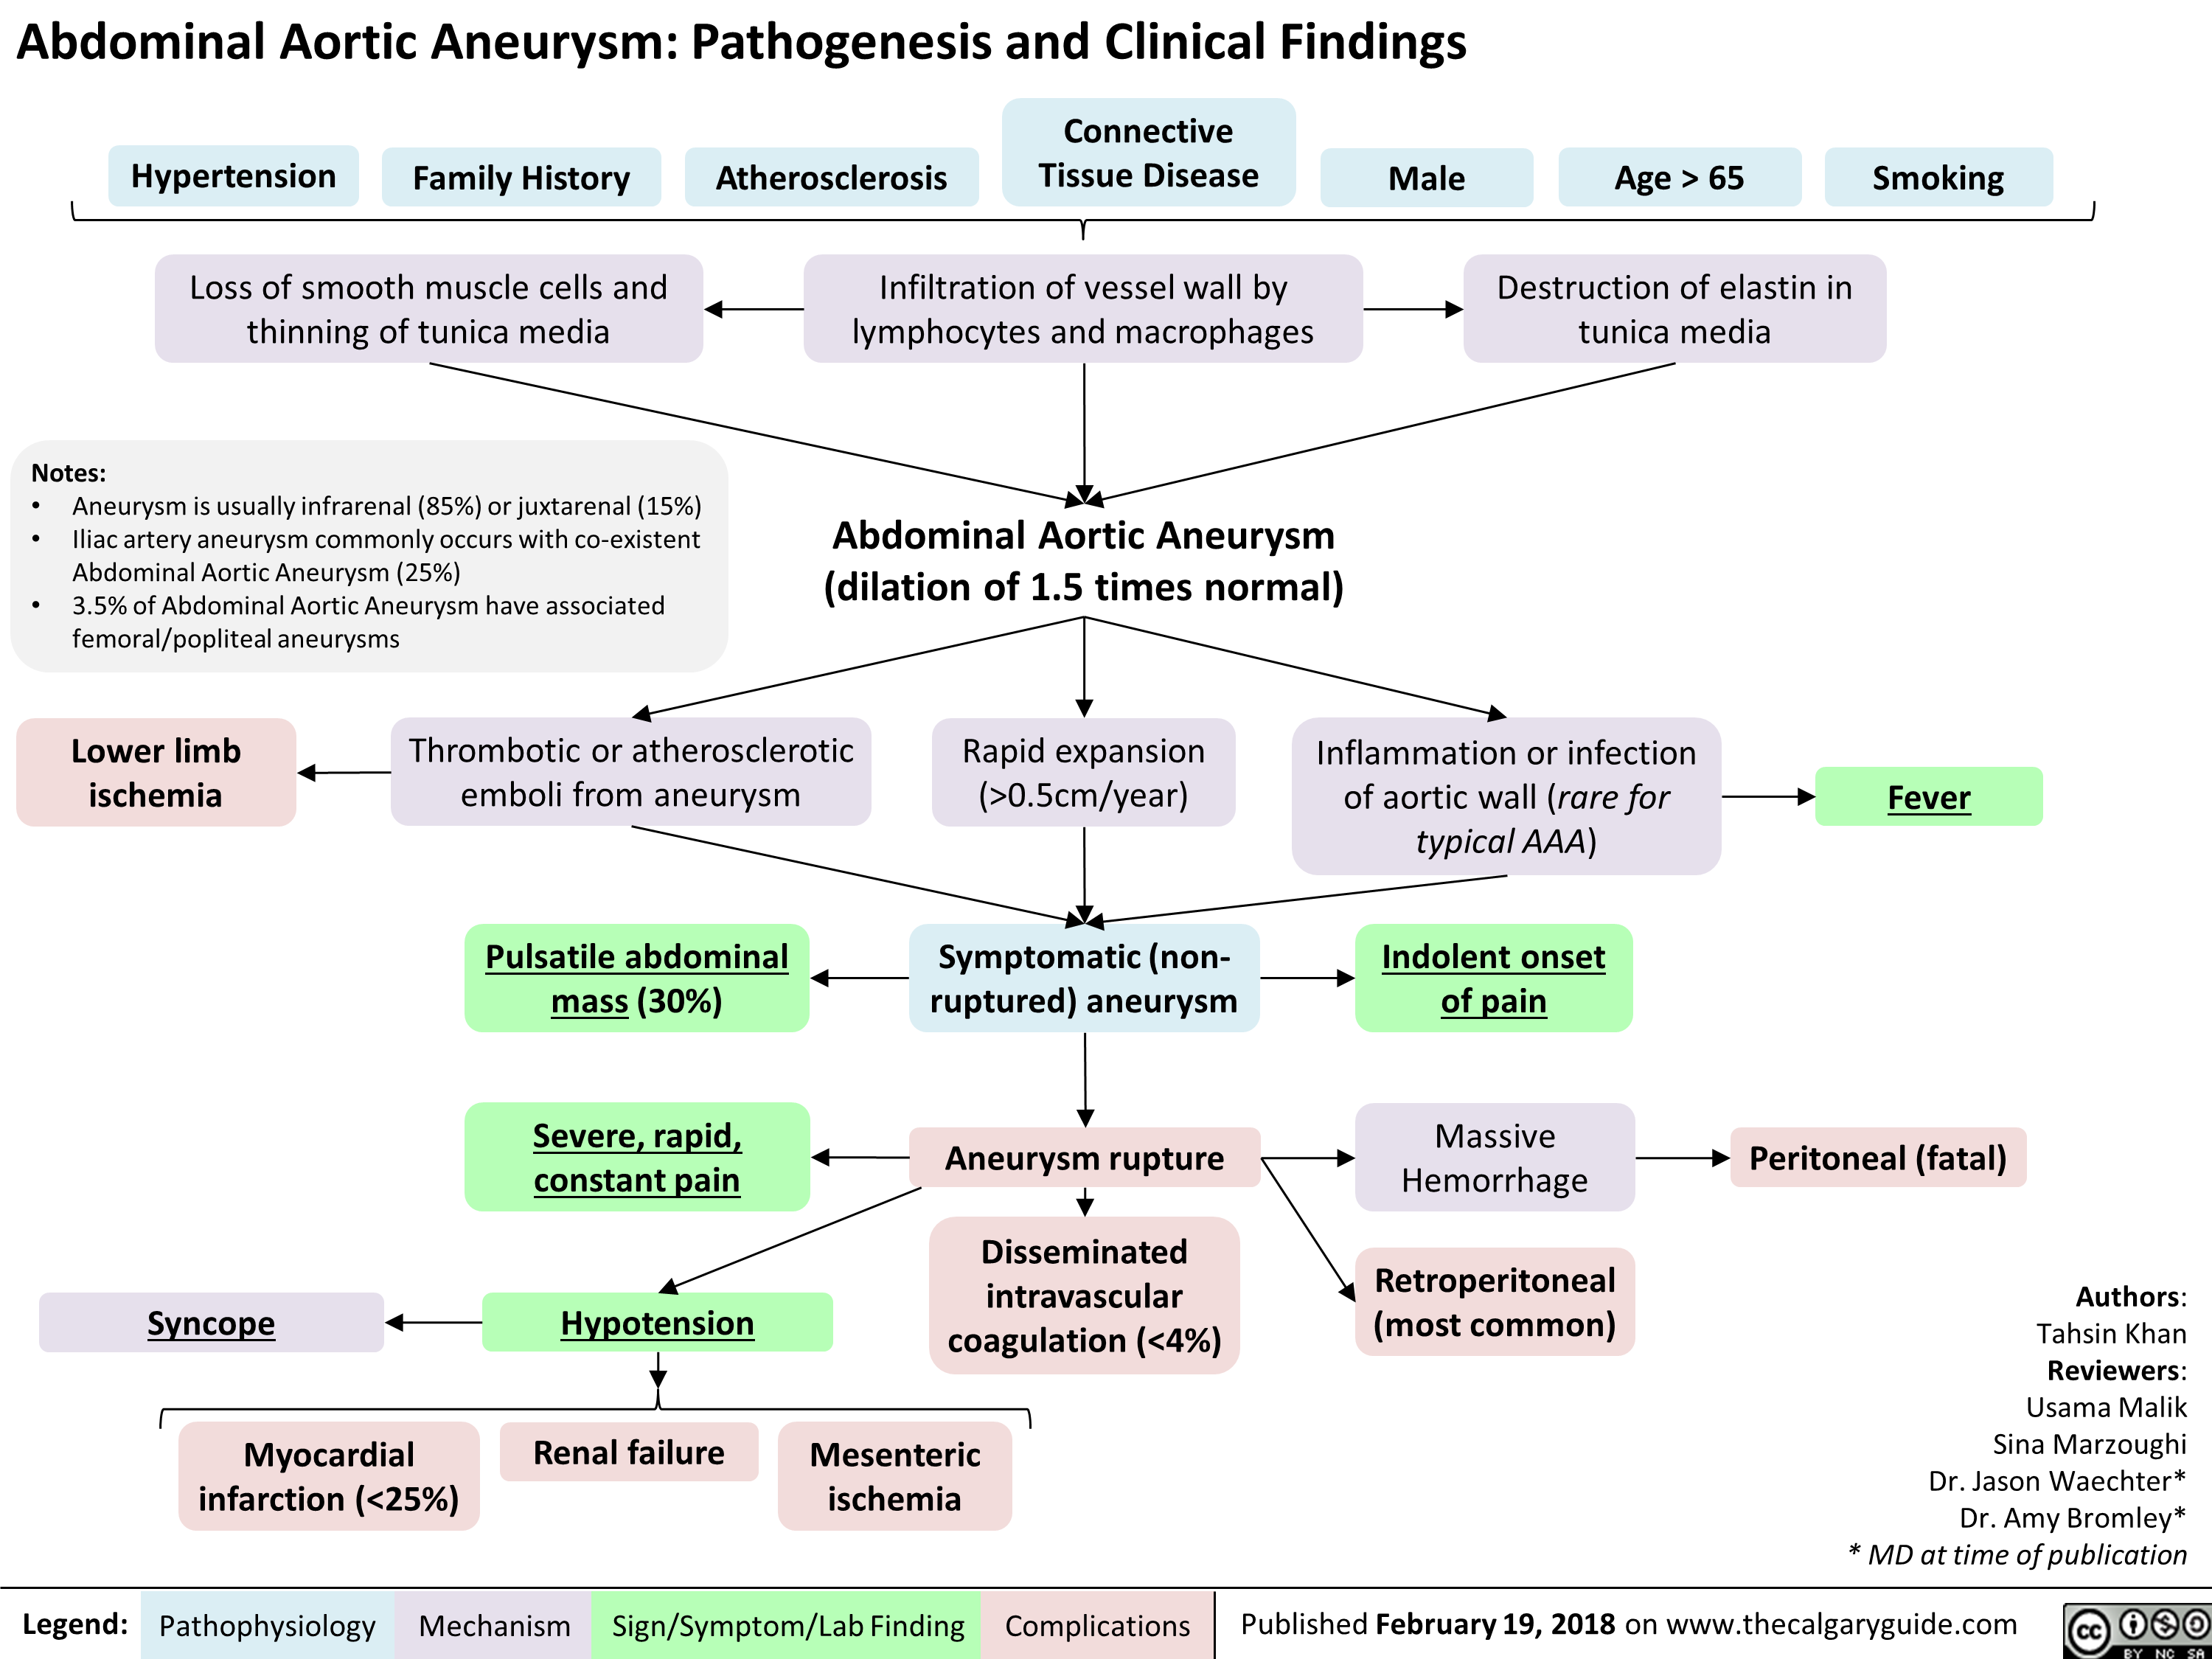 Abdominal Aortic Aneurysm: Pathogenesis and Clinical Findings
Hypertension
Family History
Atherosclerosis
Connective
Tissue Disease
Male
Age > 65
Smoking
Loss of smooth muscle cells and
thinning of tunica media
Infiltration of vessel wall by
lymphocytes and macrophages
Destruction of elastin in
tunica media
Notes:
• Aneurysm is usually infrarenal (85%) or juxtarenal (15%)
• Iliac artery aneurysm commonly occurs with co-existent
Abdominal Aortic Aneurysm (25%)
• 3.5% of Abdominal Aortic Aneurysm have associated
femoral/popliteal aneurysms
Abdominal Aortic Aneurysm
(dilation of 1.5 times normal)
Lower limb
ischemia
Thrombotic or atherosclerotic
emboli from aneurysm
Rapid expansion
(>0.5cm/year)
Inflammation or infection
of aortic wall (rare for
typical AAA)
Fever
Pulsatile abdominal
mass (30%)
Symptomatic (non-
ruptured) aneurysm
Indolent onset
of pain
Severe, rapid,
constant pain
Aneurysm rupture
Massive
Hemorrhage
Peritoneal (fatal)
Disseminated
intravascular
coagulation (<4%)
Retroperitoneal
(most common)
Syncope
Hypotension
Myocardial
infarction (<25%)
Renal failure
Mesenteric
ischemia
Authors:
Tahsin Khan
Reviewers:
Usama Malik
Sina Marzoughi
Dr. Jason Waechter*
Dr. Amy Bromley*
* MD at time of publication
Legend:
Pathophysiology
Mechanism
Sign/Symptom/Lab Finding
Complications
Published February 19, 2018 on www.thecalgaryguide.com
cc
BY NC SA